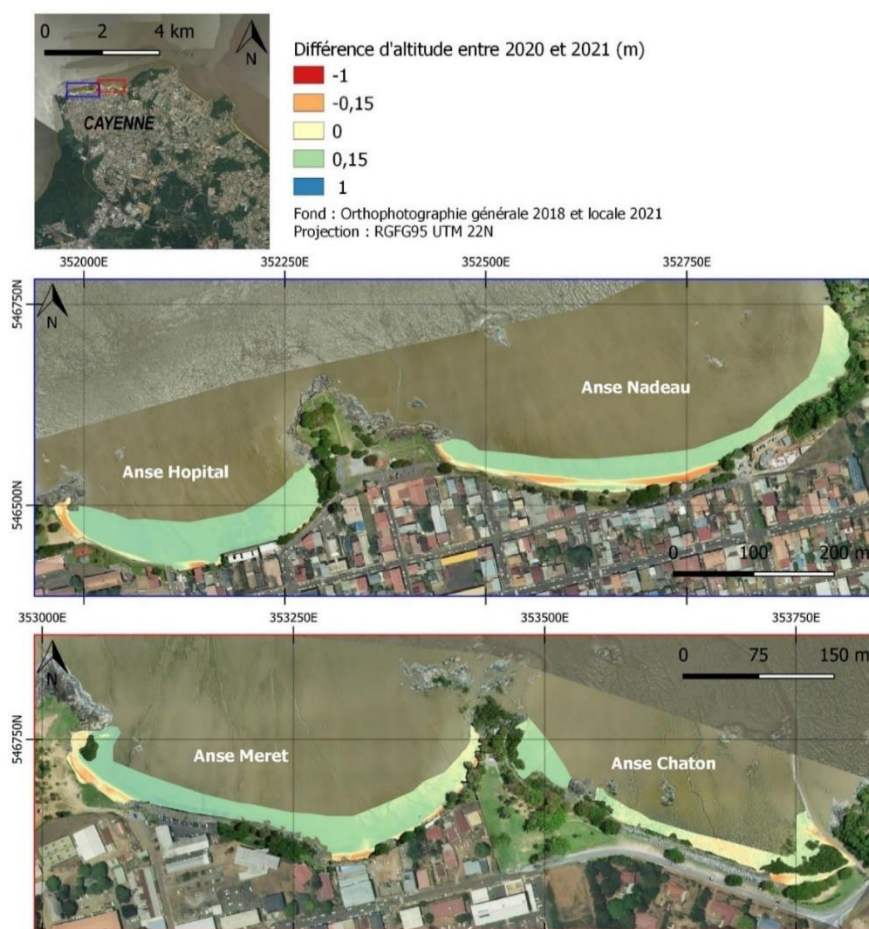 0 2 4 km
N
CAYENNE
Différence d'altitude entre 2020 et 2021 (m)
-1
-0,15
0
0,15
1
Fond : Orthophotographie générale 2018 et locale 2021
Projection : RGFG95 UTM 22N
352000E 352250E 352500E 352750E
546750N
N
Anse Nadeau
Anse Hopital
546500N
0 100 200 m
353000E 353250E 353500E 353750E
N
0 75 150 m
546750N
Anse Meret
Anse Chaton